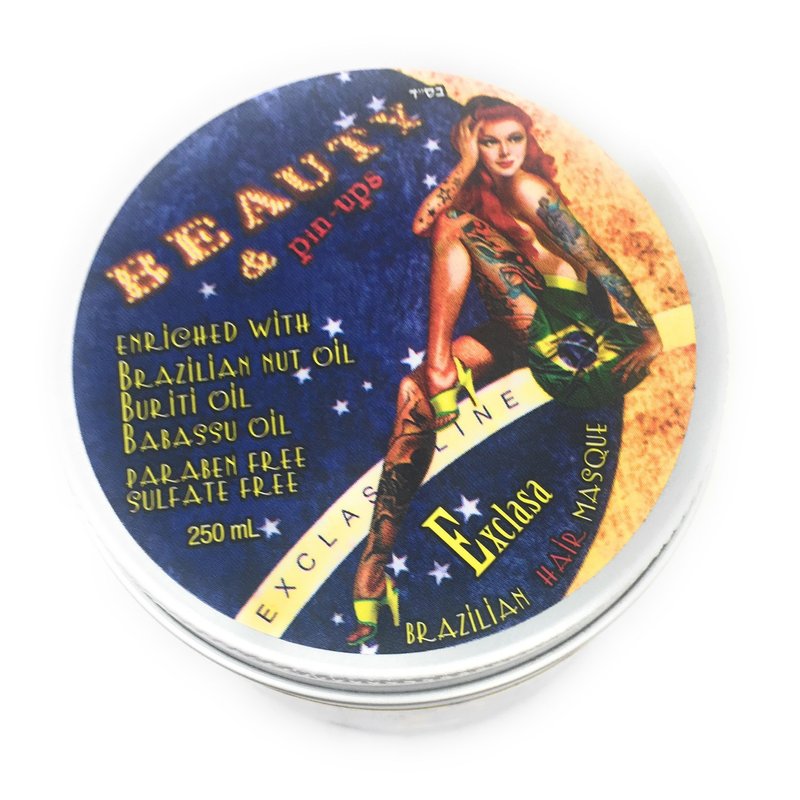 בס"ד
BEAUTY
& pin-ups
ENRICHED WITH
BRAZILIAN NUT OIL
BURITI OIL
BABASSU OIL
PARABEN FREE
SULFATE FREE
250 mL
EXCLASA LINE
Exclasa
BRAZILIAN HAIR MASQUE